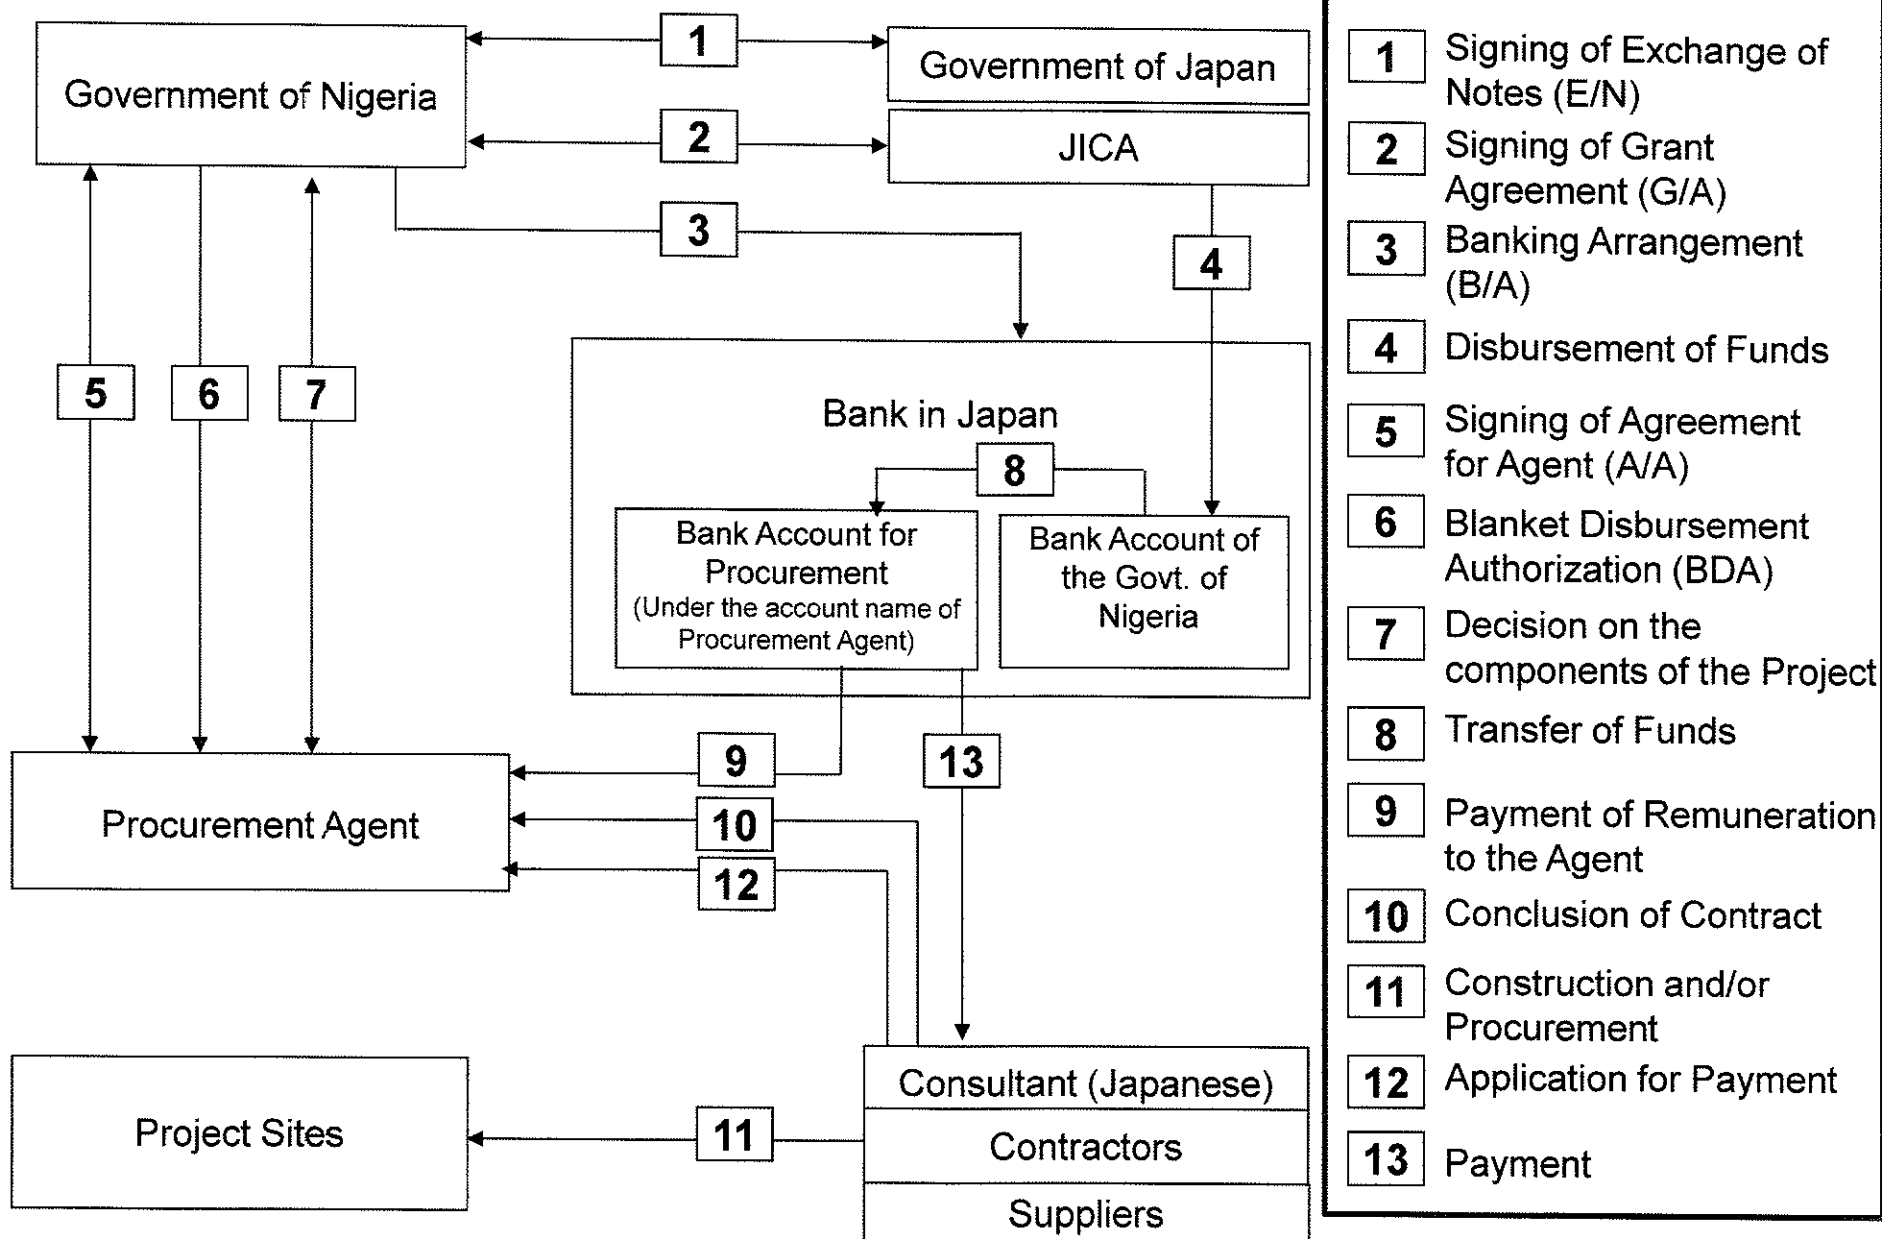 Government of Nigeria
1
Government of Japan
2
JICA
3
4
5
6
7
Bank in Japan
8
Bank Account for
Procurement
(Under the account name of
Procurement Agent)
Bank Account of
the Govt. of
Nigeria
9
13
Procurement Agent
10
12
Project Sites
11
Consultant (Japanese)
Contractors
Suppliers
1 Signing of Exchange of
Notes (E/N)
2 Signing of Grant
Agreement (G/A)
3 Banking Arrangement
(B/A)
4 Disbursement of Funds
5 Signing of Agreement
for Agent (A/A)
6 Blanket Disbursement
Authorization (BDA)
7 Decision on the
components of the Project
8 Transfer of Funds
9 Payment of Remuneration
to the Agent
10 Conclusion of Contract
11 Construction and/or
Procurement
12 Application for Payment
13 Payment